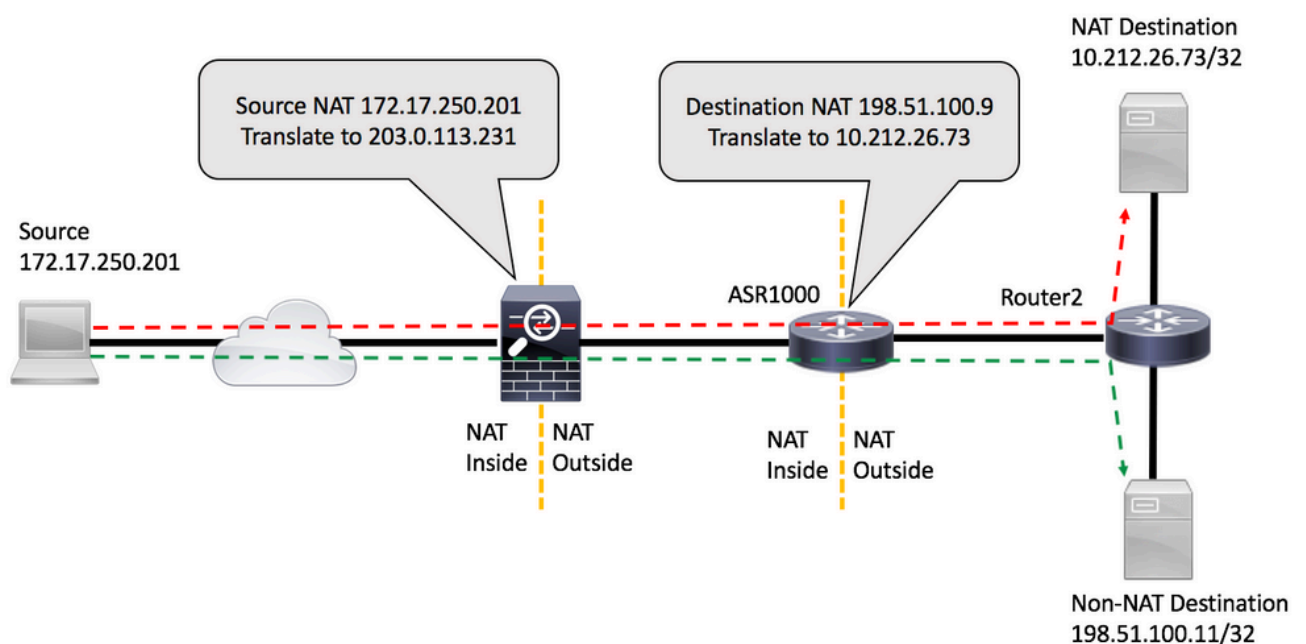 NAT Destination
10.212.26.73/32
Source NAT 172.17.250.201
Translate to 203.0.113.231
Destination NAT 198.51.100.9
Translate to 10.212.26.73
Source
172.17.250.201
ASR1000
Router2
NAT
Inside
NAT
Outside
NAT
Inside
NAT
Outside
Non-NAT Destination
198.51.100.11/32